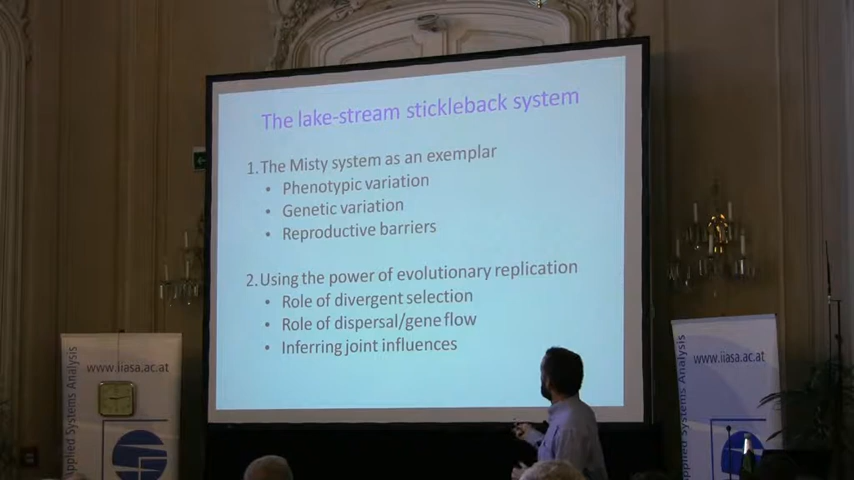 The lake-stream stickleback system
1. The Misty system as an exemplar
• Phenotypic variation
• Genetic variation
• Reproductive barriers
2. Using the power of evolutionary replication
• Role of divergent selection
• Role of dispersal/gene flow
• Inferring joint influences
www.iiasa.ac.at
Applied Systems Analysis
www.iiasa.ac.at
Applied Systems Analysis